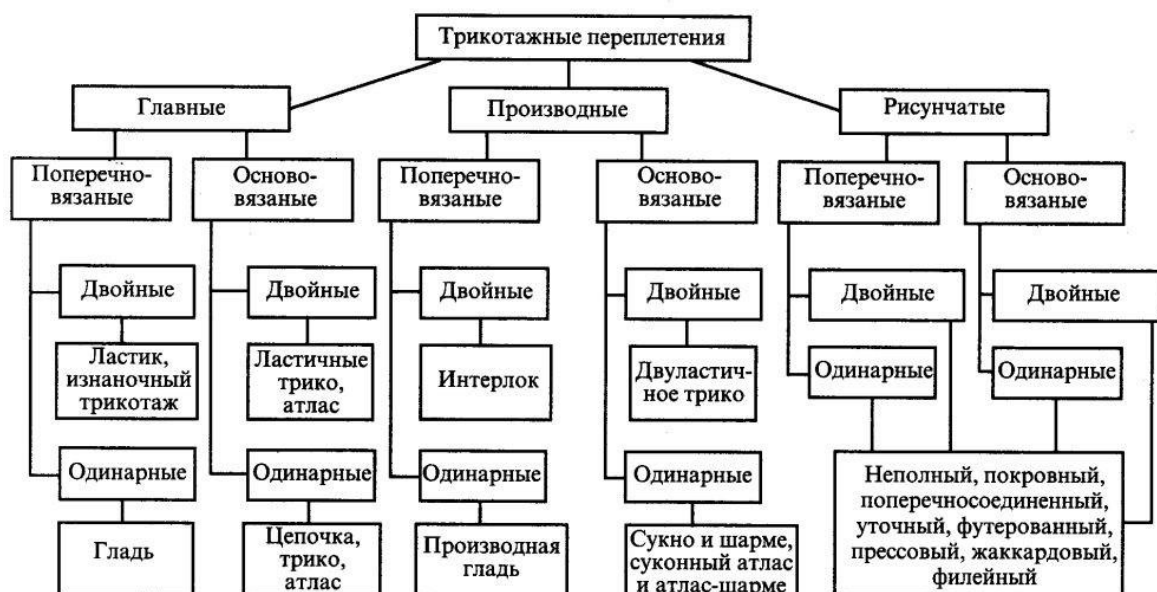 Трикотажные переплетения
Главные
Производные
Рисунчатые
Поперечно-
вязаные
Осново-
вязаные
Поперечно-
вязаные
Осново-
вязаные
Поперечно-
вязаные
Осново-
вязаные
Двойные
Двойные
Двойные
Двойные
Двойные
Двойные
Ластик,
изнаночный
трикотаж
Ластичные
трико,
атлас
Интерлок
Двуластич-
ное трико
Одинарные
Одинарные
Одинарные
Одинарные
Одинарные
Одинарные
Гладь
Цепочка,
трико,
атлас
Производная
гладь
Сукно и шарме,
суконный атлас
и атлас-шарме
Неполный, покровный,
поперечносоединенный,
уточный, футерованный,
прессовый, жаккардовый,
филейный